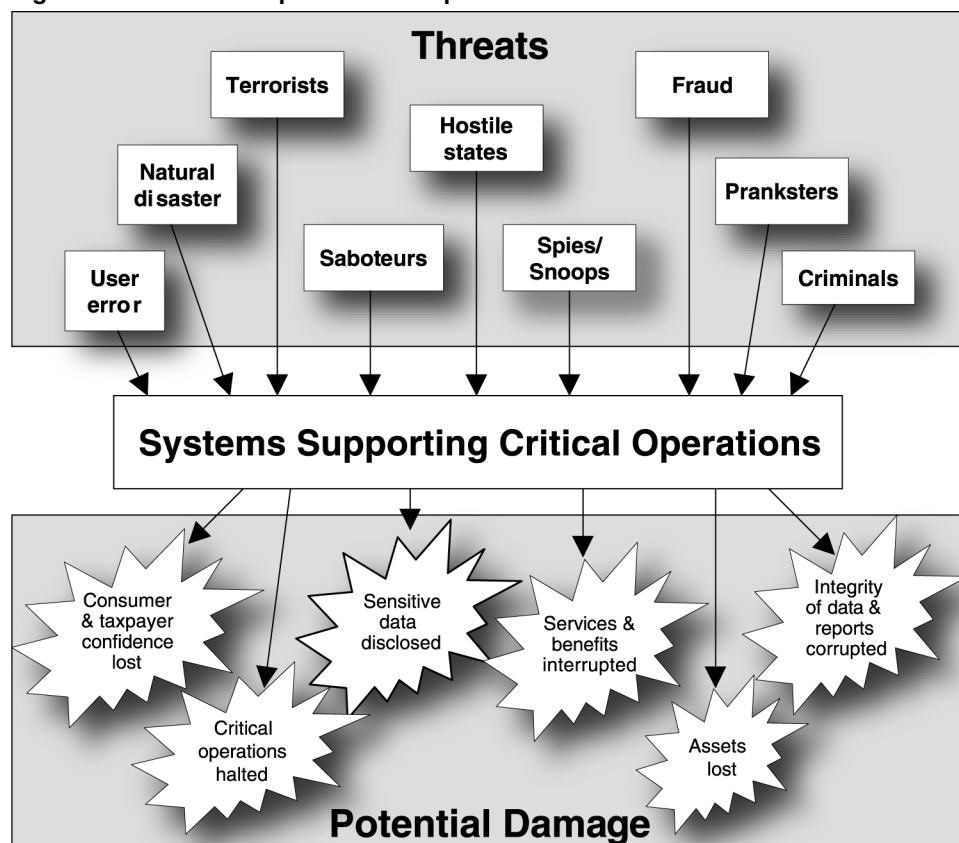 Threats
Terrorists
Fraud
Hostile
states
Natural
disaster
Pranksters
Saboteurs
Spies/
Snoops
User
error
Criminals
Systems Supporting Critical Operations
Consumer
& taxpayer
confidence
lost
Sensitive
data
disclosed
Services &
benefits
interrupted
Integrity
of data &
reports
corrupted
Critical
operations
halted
Assets
lost
Potential Damage